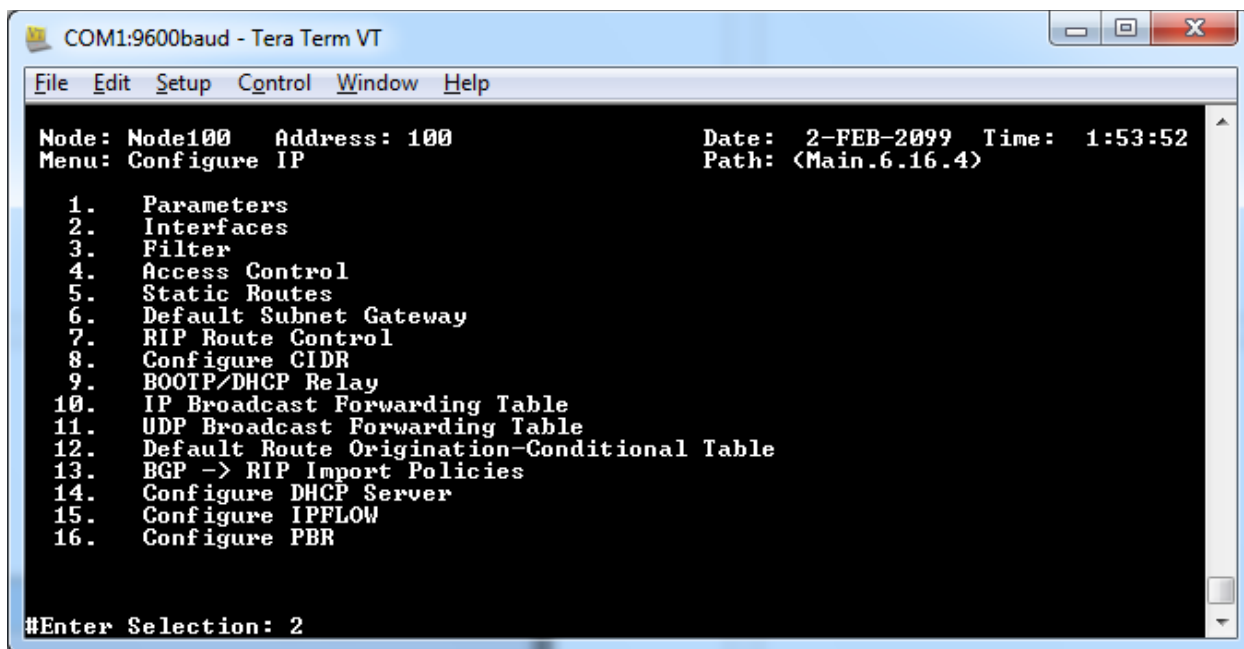 COM1:9600baud - Tera Term VT
File Edit Setup Control Window Help
Node: Node100 Address: 100 Date: 2-FEB-2099 Time: 1:53:52
Menu: Configure IP Path: (Main.6.16.4)
1. Parameters
2. Interfaces
3. Filter
4. Access Control
5. Static Routes
6. Default Subnet Gateway
7. RIP Route Control
8. Configure CIDR
9. BOOTP/DHCP Relay
10. IP Broadcast Forwarding Table
11. UDP Broadcast Forwarding Table
12. Default Route Origination-Conditional Table
13. BGP -> RIP Import Policies
14. Configure DHCP Server
15. Configure IPFLOW
16. Configure PBR
#Enter Selection: 2